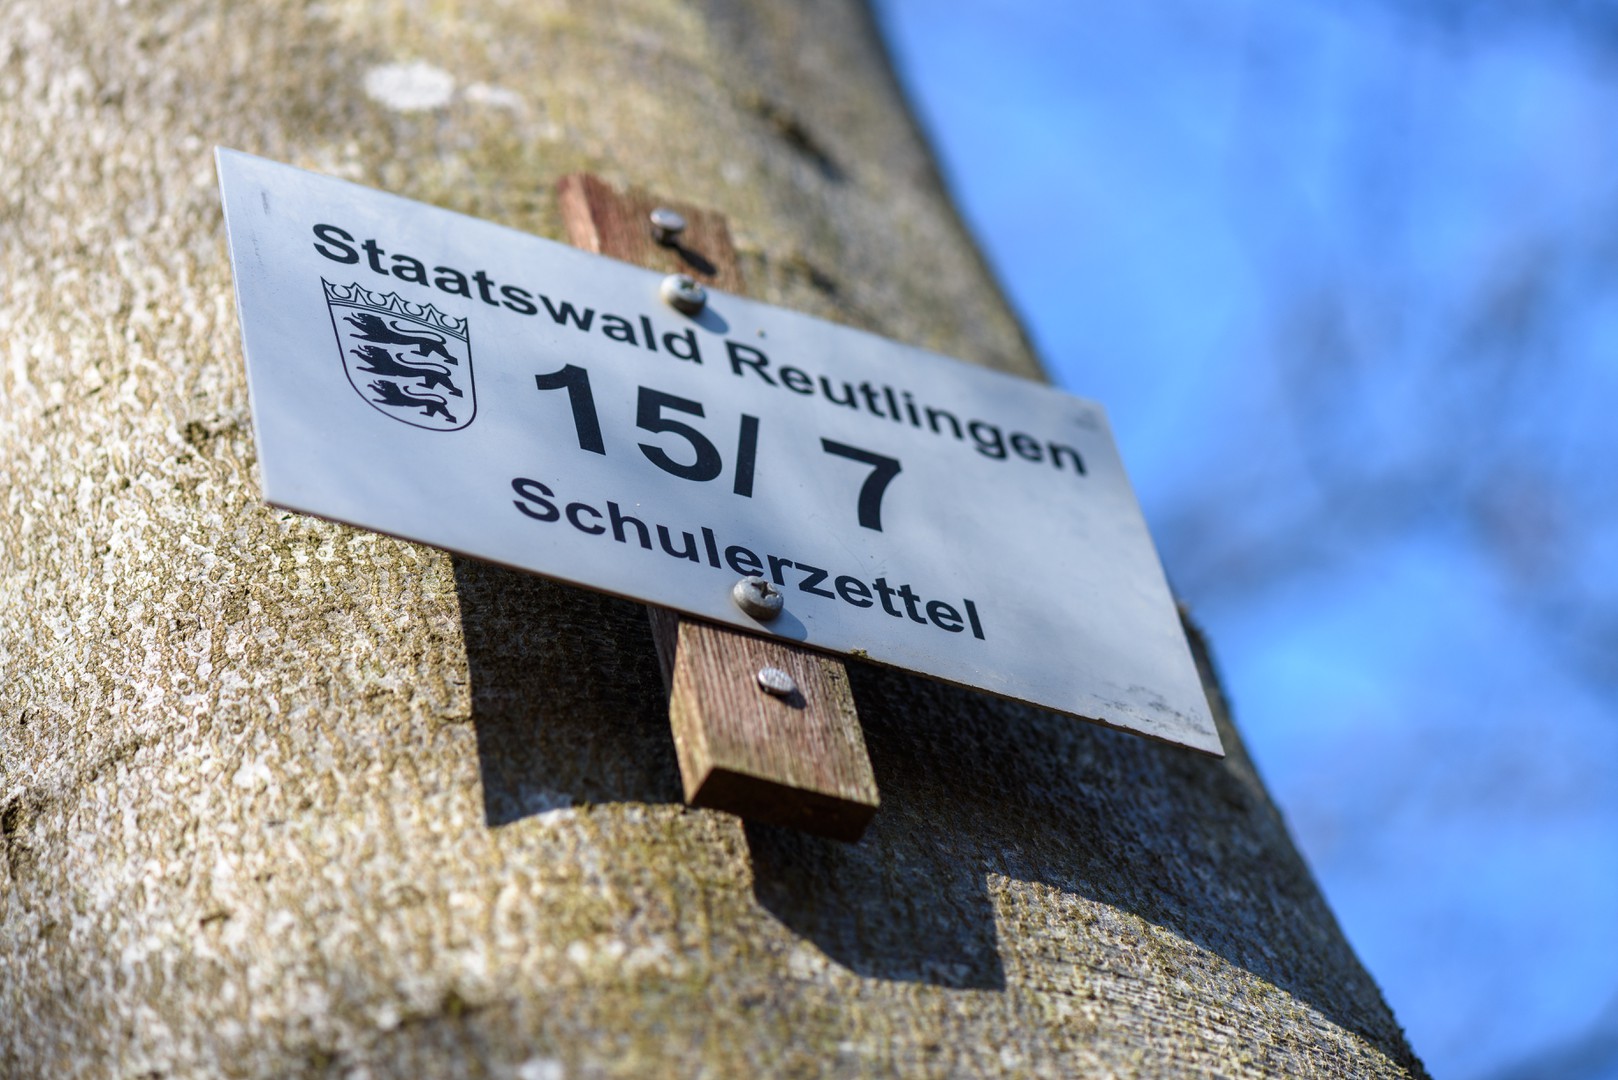 Staatswald Reutlingen
15/ 7
Schulerzettel